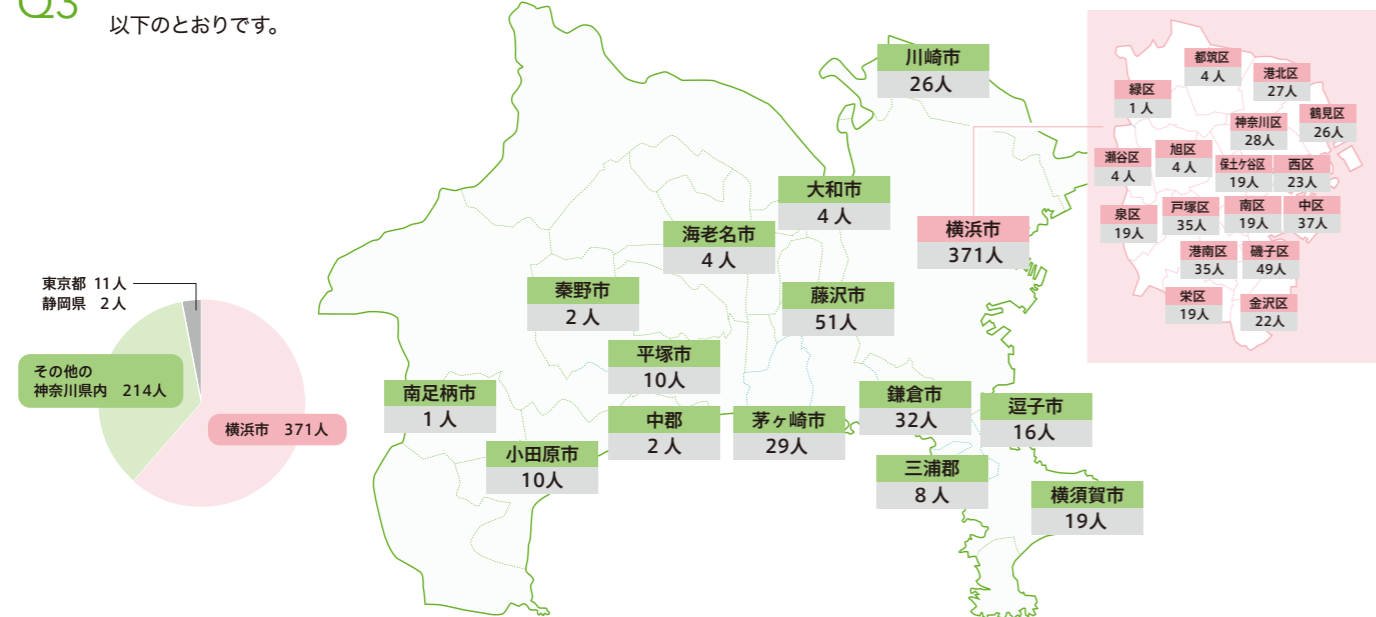 Q3
以下のとおりです。
東京都 11人
静岡県 2人
その他の
神奈川県内 214人
横浜市 371人
川崎市
26人
大和市
4人
海老名市
4人
横浜市
371人
秦野市
2人
藤沢市
51人
平塚市
10人
南足柄市
1人
中郡
2人
茅ヶ崎市
29人
鎌倉市
32人
逗子市
16人
小田原市
10人
三浦郡
8人
横須賀市
19人
都筑区
4人
港北区
27人
緑区
1人
鶴見区
26人
神奈川区
28人
瀬谷区
4人
旭区
4人
保土ケ谷区
19人
西区
23人
泉区
19人
戸塚区
35人
南区
19人
中区
37人
港南区
35人
磯子区
49人
栄区
19人
金沢区
22人